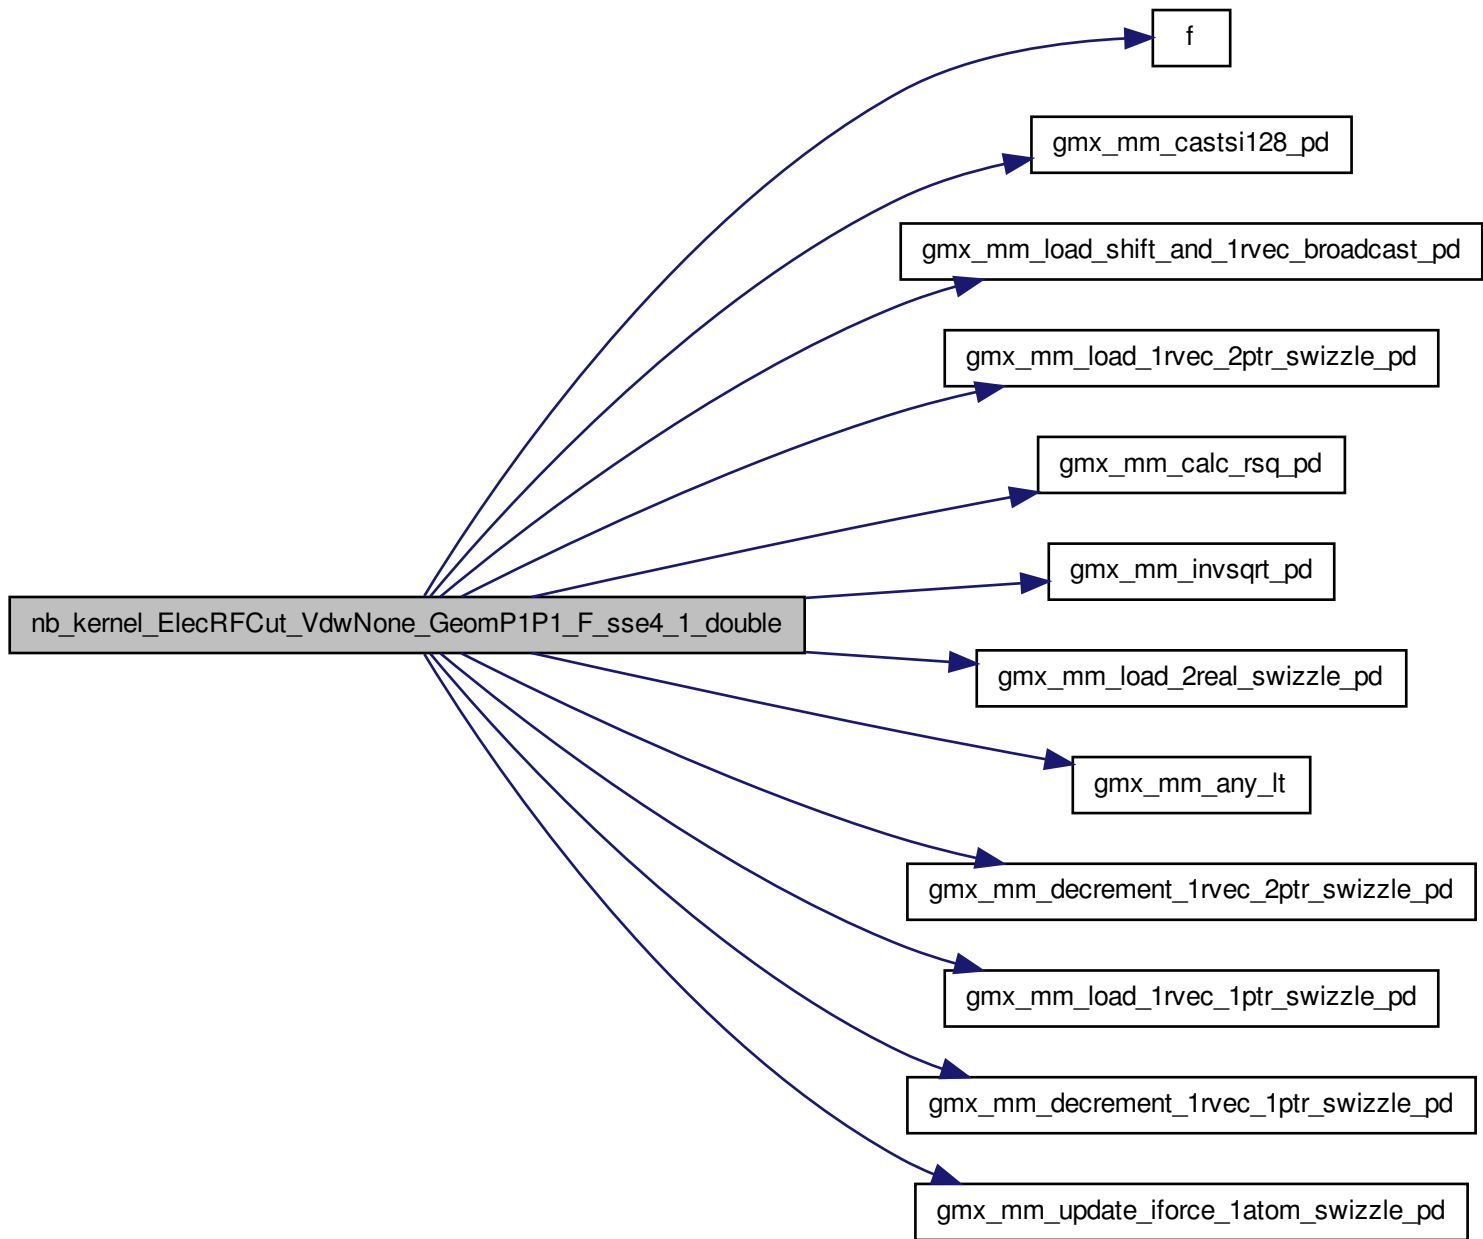 f
gmx_mm_castsi128_pd
gmx_mm_load_shift_and_1rvec_broadcast_pd
gmx_mm_load_1rvec_2ptr_swizzle_pd
gmx_mm_calc_rsq_pd
gmx_mm_invsqrt_pd
nb_kernel_ElecRFCut_VdwNone_GeomP1P1_F_sse4_1_double
gmx_mm_load_2real_swizzle_pd
gmx_mm_any_lt
gmx_mm_decrement_1rvec_2ptr_swizzle_pd
gmx_mm_load_1rvec_1ptr_swizzle_pd
gmx_mm_decrement_1rvec_1ptr_swizzle_pd
gmx_mm_update_iforce_1atom_swizzle_pd